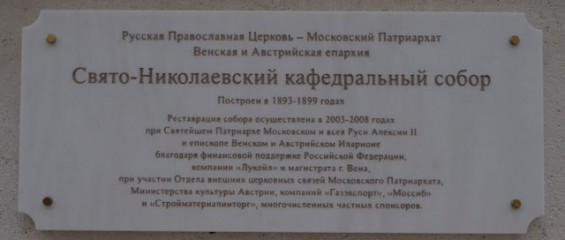 Русская Православная Церковь – Московский Патриархат
Венская и Австрийская епархия
Свято-Николаевский кафедральный собор
Построен в 1893-1899 годах
Реставрация собора осуществлена в 2003-2008 годах
при Святейшем Патриархе Московском и всея Руси Алексии II
и епископе Венском и Австрийском Иларионе
благодаря финансовой поддержке Российской Федерации,
компании «Лукойл» и магистрата г. Вена,
при участии Отдела внешних церковных связей Московского Патриархата,
Министерства культуры Австрии, компаний «Газэкспорт», «Моссиб»
и «Стройматериалинторг», многочисленных частных спонсоров.